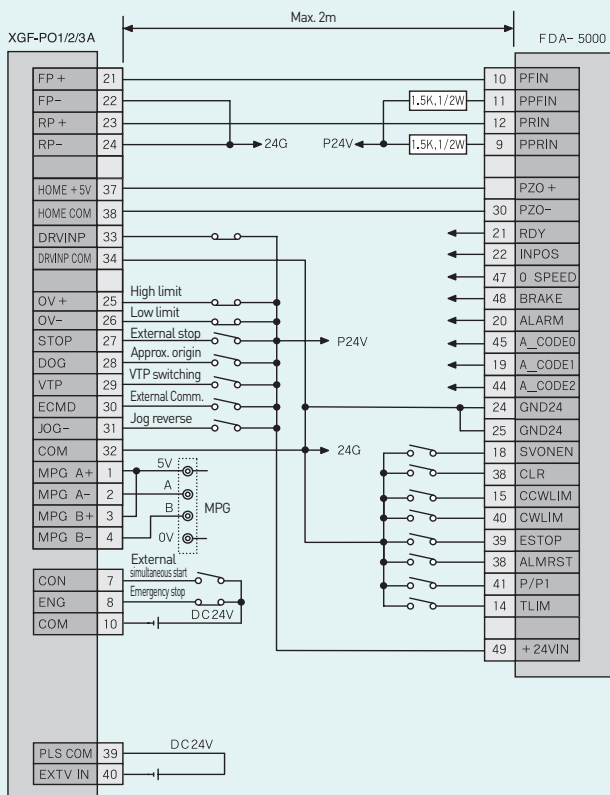 Max. 2m
XGF-PO1/2/3A
FDA-5000
FP+ 21
FP- 22
RP+ 23
RP- 24
HOME +5V 37
HOME COM 38
DRVINP 33
DRVINP COM 34
OV+ 25 High limit
OV- 26 Low limit
STOP 27 External stop
DOG 28 Approx. origin
VTP 29 VTP switching
ECMD 30 External Comm.
JOG- 31 Jog reverse
COM 32
MPG A+ 1
MPG A- 2
MPG B+ 3
MPG B- 4
5V
A
B
0V
MPG
CON 7 External simultaneous start
ENG 8 Emergency stop
COM 10
DC24V
PLS COM 39
EXTV IN 40
DC24V
24G
P24V
1.5K,1/2W
1.5K,1/2W
P24V
24G
10 PFIN
11 PPFIN
12 PRIN
9 PPRIN
PZO+
30 PZO-
21 RDY
22 INPOS
47 0 SPEED
48 BRAKE
20 ALARM
45 A_CODE0
19 A_CODE1
44 A_CODE2
24 GND24
25 GND24
18 SVONEN
38 CLR
15 CCWLIM
40 CWLIM
39 ESTOP
38 ALMRST
41 P/P1
14 TLIM
49 +24VIN